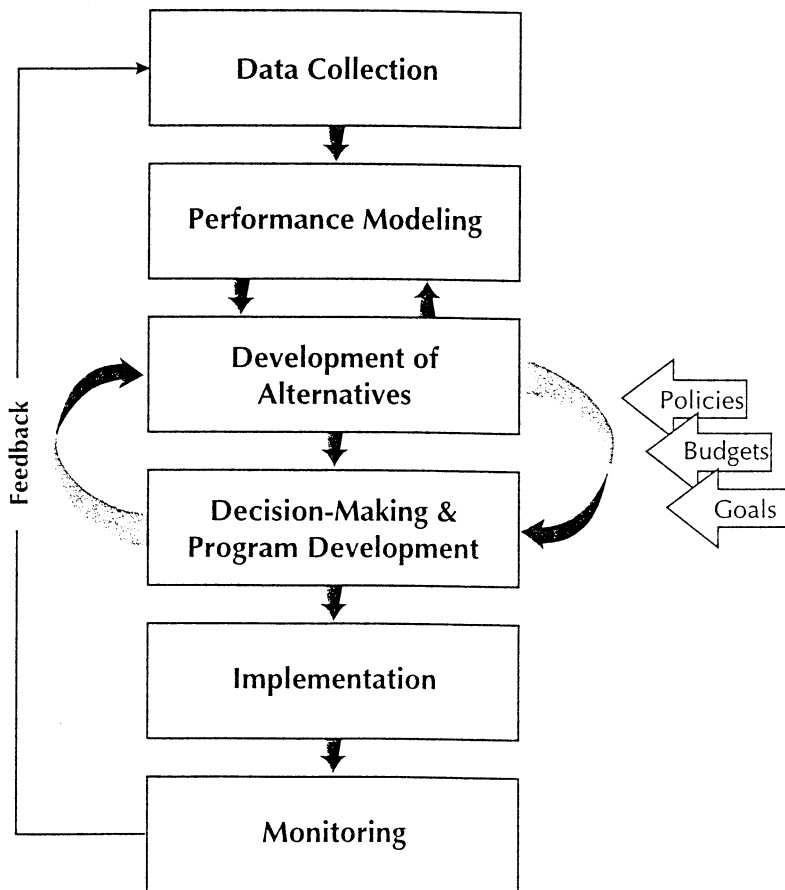 Data Collection
Performance Modeling
Development of
Alternatives
Policies
Budgets
Goals
Feedback
Decision-Making &
Program Development
Implementation
Monitoring